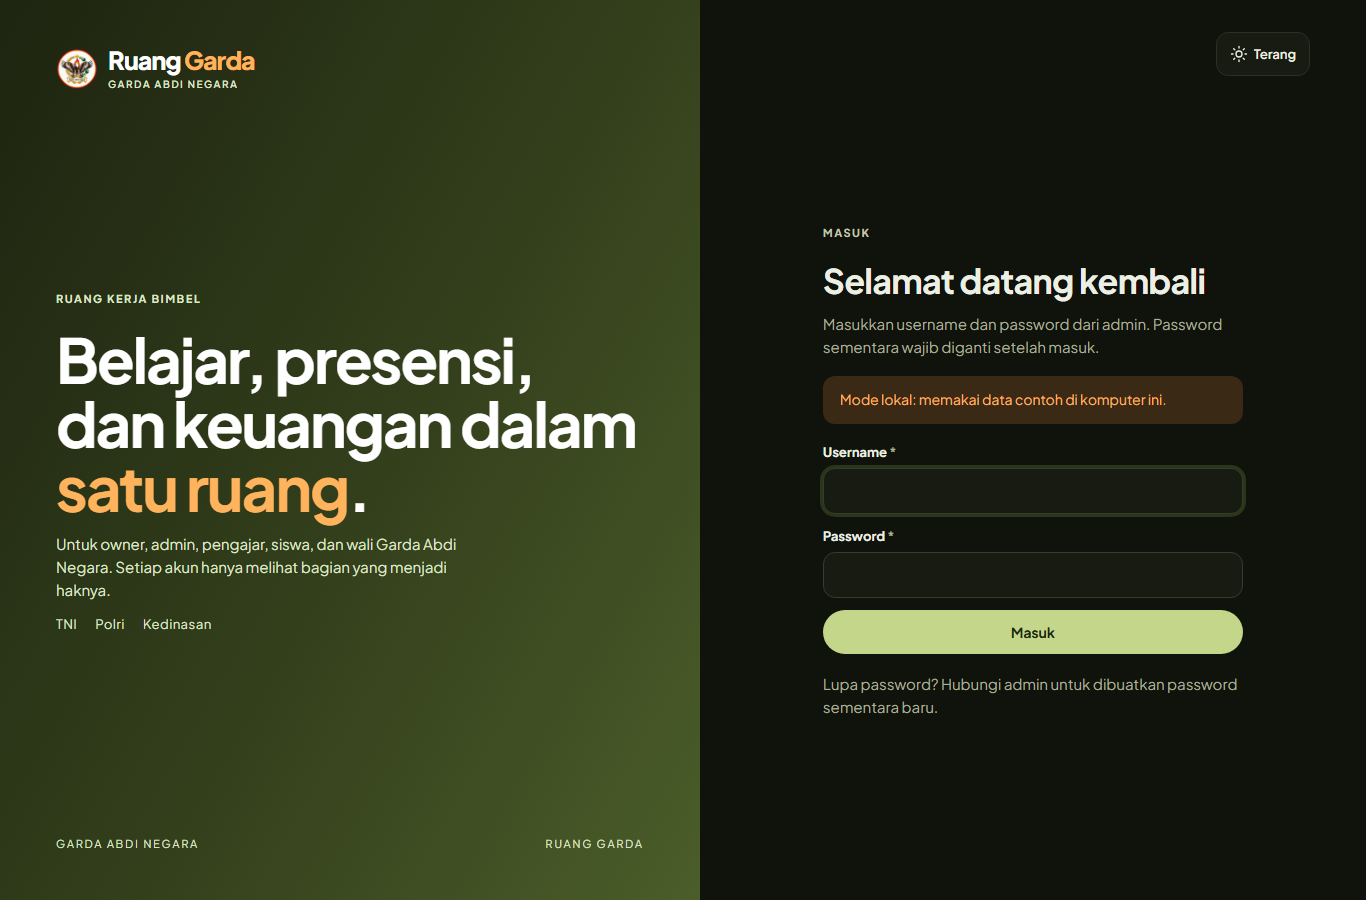 Ruang Garda
GARDA ABDI NEGARA
RUANG KERJA BIMBEL
Belajar, presensi,
dan keuangan dalam
satu ruang.
Untuk owner, admin, pengajar, siswa, dan wali Garda Abdi
Negara. Setiap akun hanya melihat bagian yang menjadi
haknya.
TNI Polri Kedinasan
GARDA ABDI NEGARA
RUANG GARDA
Terang
MASUK
Selamat datang kembali
Masukkan username dan password dari admin. Password
sementara wajib diganti setelah masuk.
Mode lokal: memakai data contoh di komputer ini.
Username *
Password *
Masuk
Lupa password? Hubungi admin untuk dibuatkan password
sementara baru.